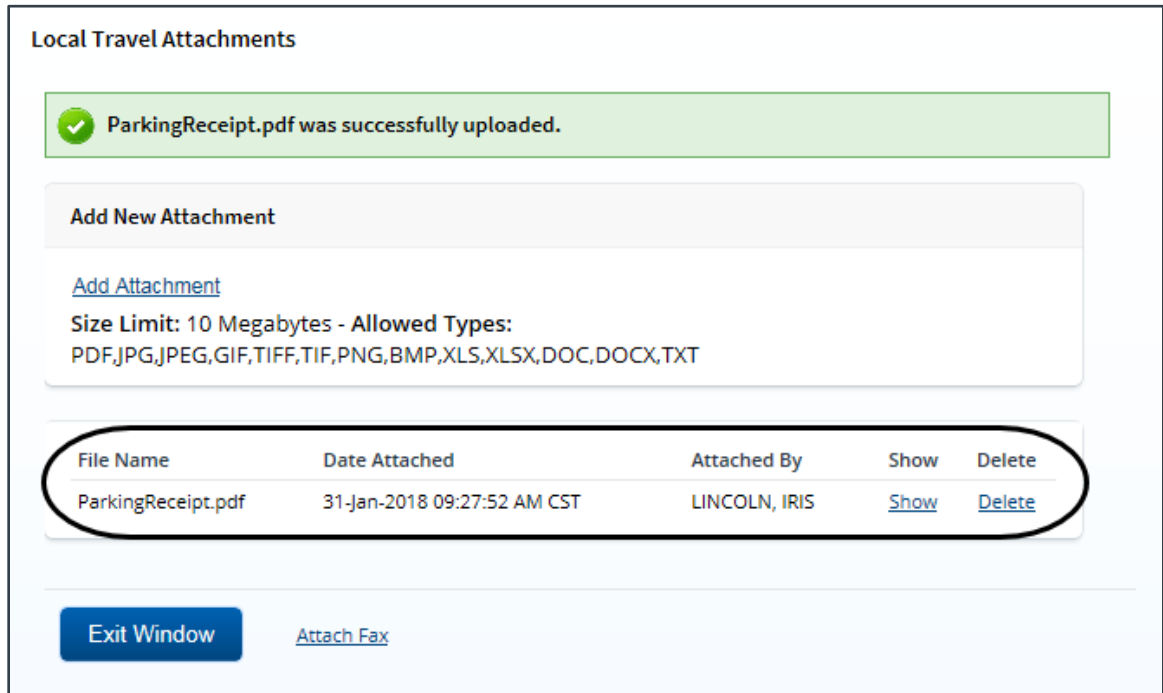 Local Travel Attachments
ParkingReceipt.pdf was successfully uploaded.
Add New Attachment
Add Attachment
Size Limit: 10 Megabytes - Allowed Types:
PDF,JPG,JPEG,GIF,TIFF,TIF,PNG,BMP,XLS,XLSX,DOC,DOCX,TXT
File Name Date Attached Attached By Show Delete
ParkingReceipt.pdf 31-Jan-2018 09:27:52 AM CST LINCOLN, IRIS Show Delete
Exit Window Attach Fax